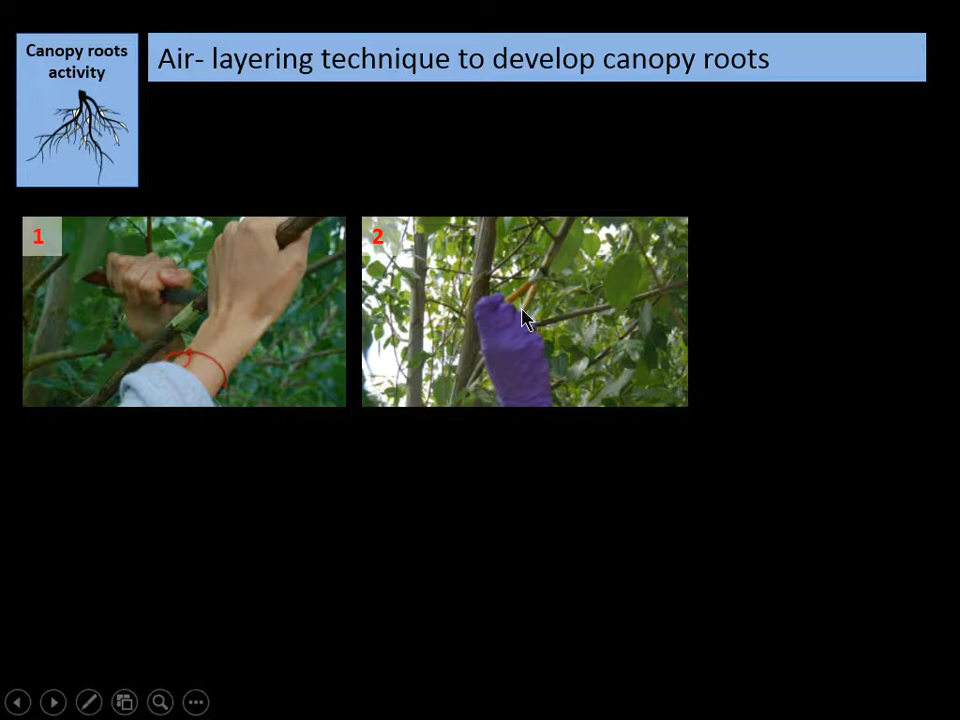 Canopy roots
activity
Air- layering technique to develop canopy roots
1
2